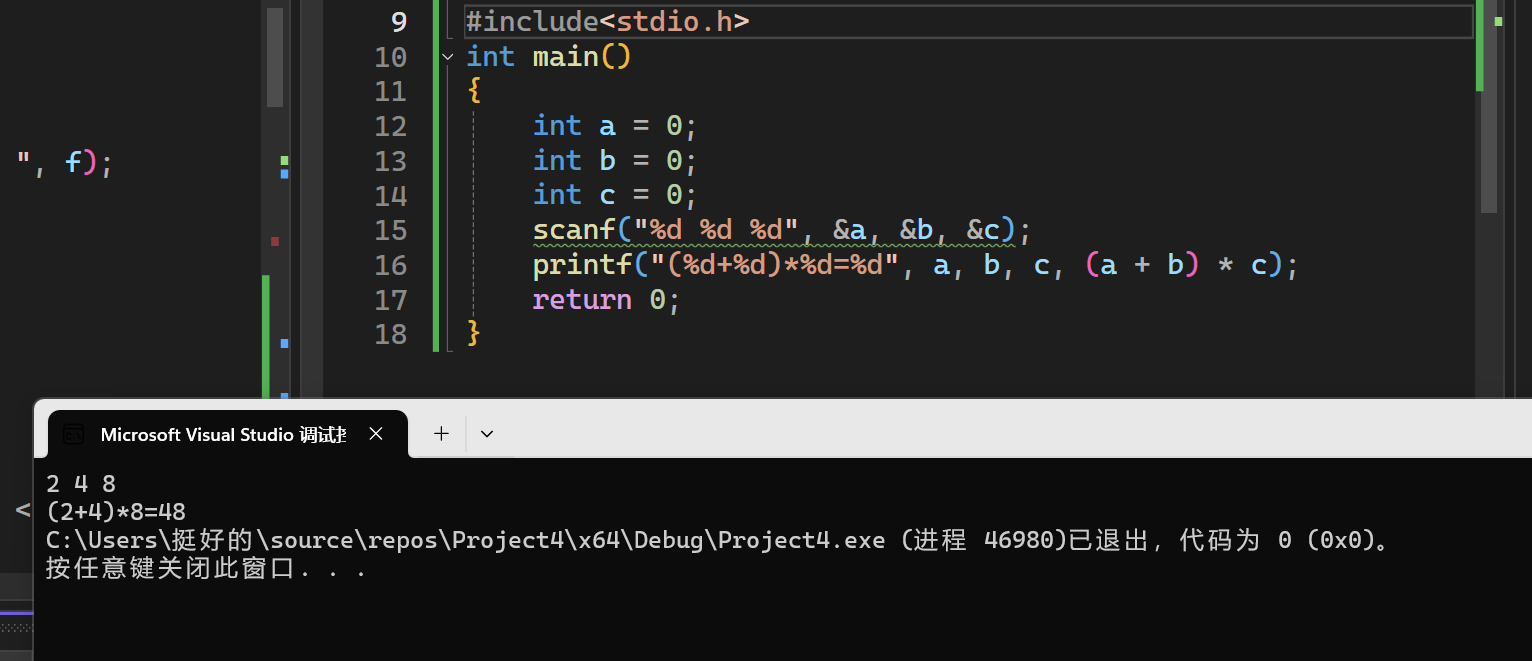 ", f);
<
9 #include<stdio.h>
10 int main()
11 {
12 int a = 0;
13 int b = 0;
14 int c = 0;
15 scanf("%d %d %d", &a, &b, &c);
16 printf("(%d+%d)*%d=%d", a, b, c, (a + b) * c);
17 return 0;
18 }
Microsoft Visual Studio 调试
2 4 8
(2+4)*8=48
C:\Users\挺好的\source\repos\Project4\x64\Debug\Project4.exe (进程 46980)已退出，代码为 0 (0x0)。
按任意键关闭此窗口. . .